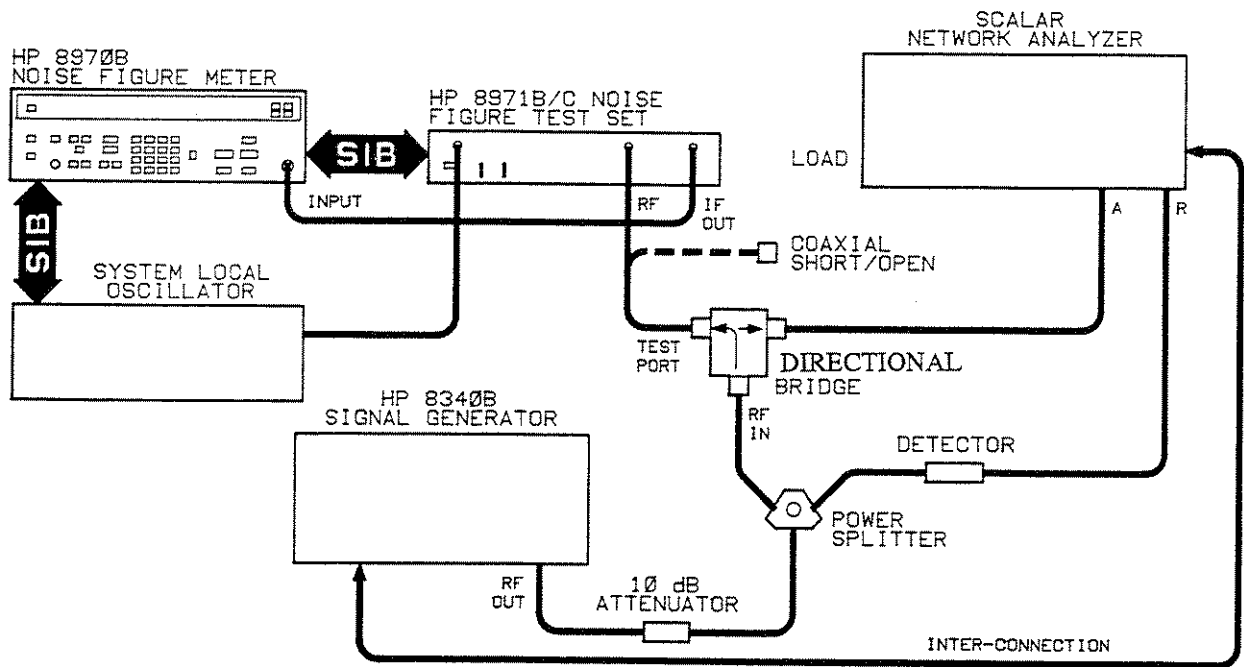 SCALAR
NETWORK ANALYZER
HP 8970B
NOISE FIGURE METER
HP 8971B/C NOISE
FIGURE TEST SET
SIB
LOAD
INPUT
RF
IF
OUT
A
R
SIB
COAXIAL
SHORT/OPEN
SYSTEM LOCAL
OSCILLATOR
TEST
PORT
DIRECTIONAL
BRIDGE
HP 8340B
SIGNAL GENERATOR
RF
IN
DETECTOR
POWER
SPLITTER
RF
OUT
10 dB
ATTENUATOR
INTER-CONNECTION